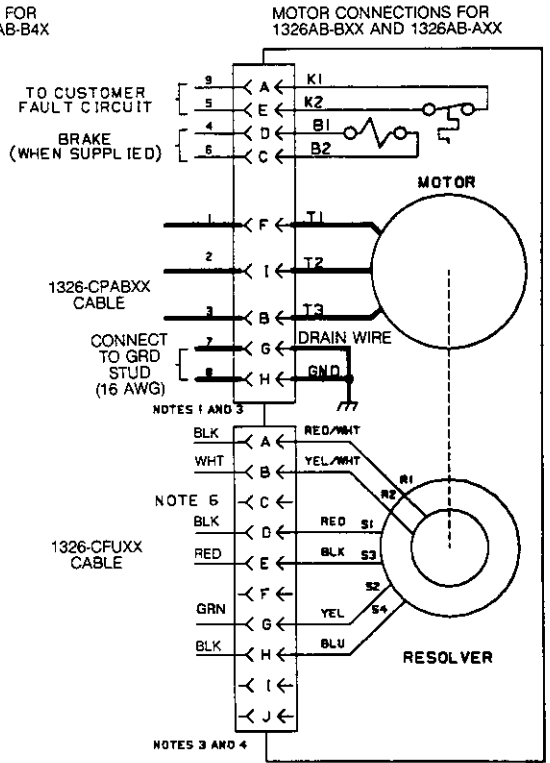 FOR
AB-B4X
MOTOR CONNECTIONS FOR
1326AB-BXX AND 1326AB-AXX
TO CUSTOMER
FAULT CIRCUIT
9 A K1
5 E K2
BRAKE
(WHEN SUPPLIED)
4 D B1
6 C B2
MOTOR
1 F T1
2 I T2
1326-CPABXX
CABLE
3 B T3
CONNECT
TO GRD
STUD
(16 AWG)
7 G DRAIN WIRE
8 H GND
NOTES 1 AND 3
BLK A RED/WHT R1
WHT B YEL/WHT R2
NOTE 6 C
BLK D RED S1
1326-CFUXX
CABLE
RED E BLK S3
F S2
GRN G YEL S4
BLK H BLU
RESOLVER
I
J
NOTES 3 AND 4